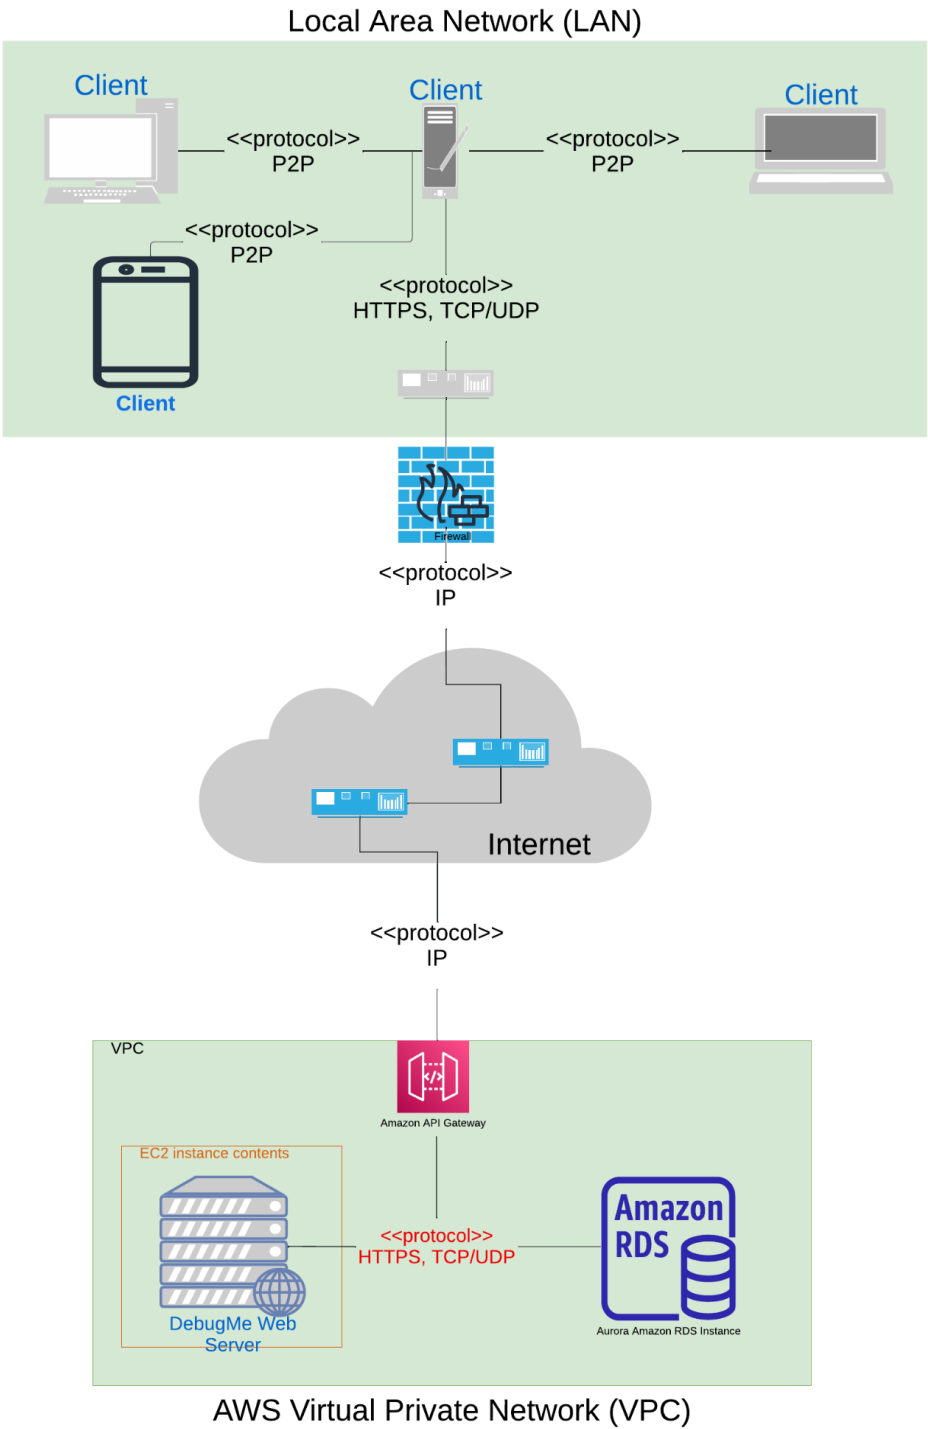 Local Area Network (LAN)
Client
Client
Client
<<protocol>>
P2P
<<protocol>>
P2P
<<protocol>>
P2P
<<protocol>>
HTTPS, TCP/UDP
Client
Firewall
<<protocol>>
IP
Internet
<<protocol>>
IP
VPC
</>
Amazon API Gateway
EC2 instance contents
Amazon
RDS
<<protocol>>
HTTPS, TCP/UDP
DebugMe Web
Server
Aurora Amazon RDS Instance
AWS Virtual Private Network (VPC)